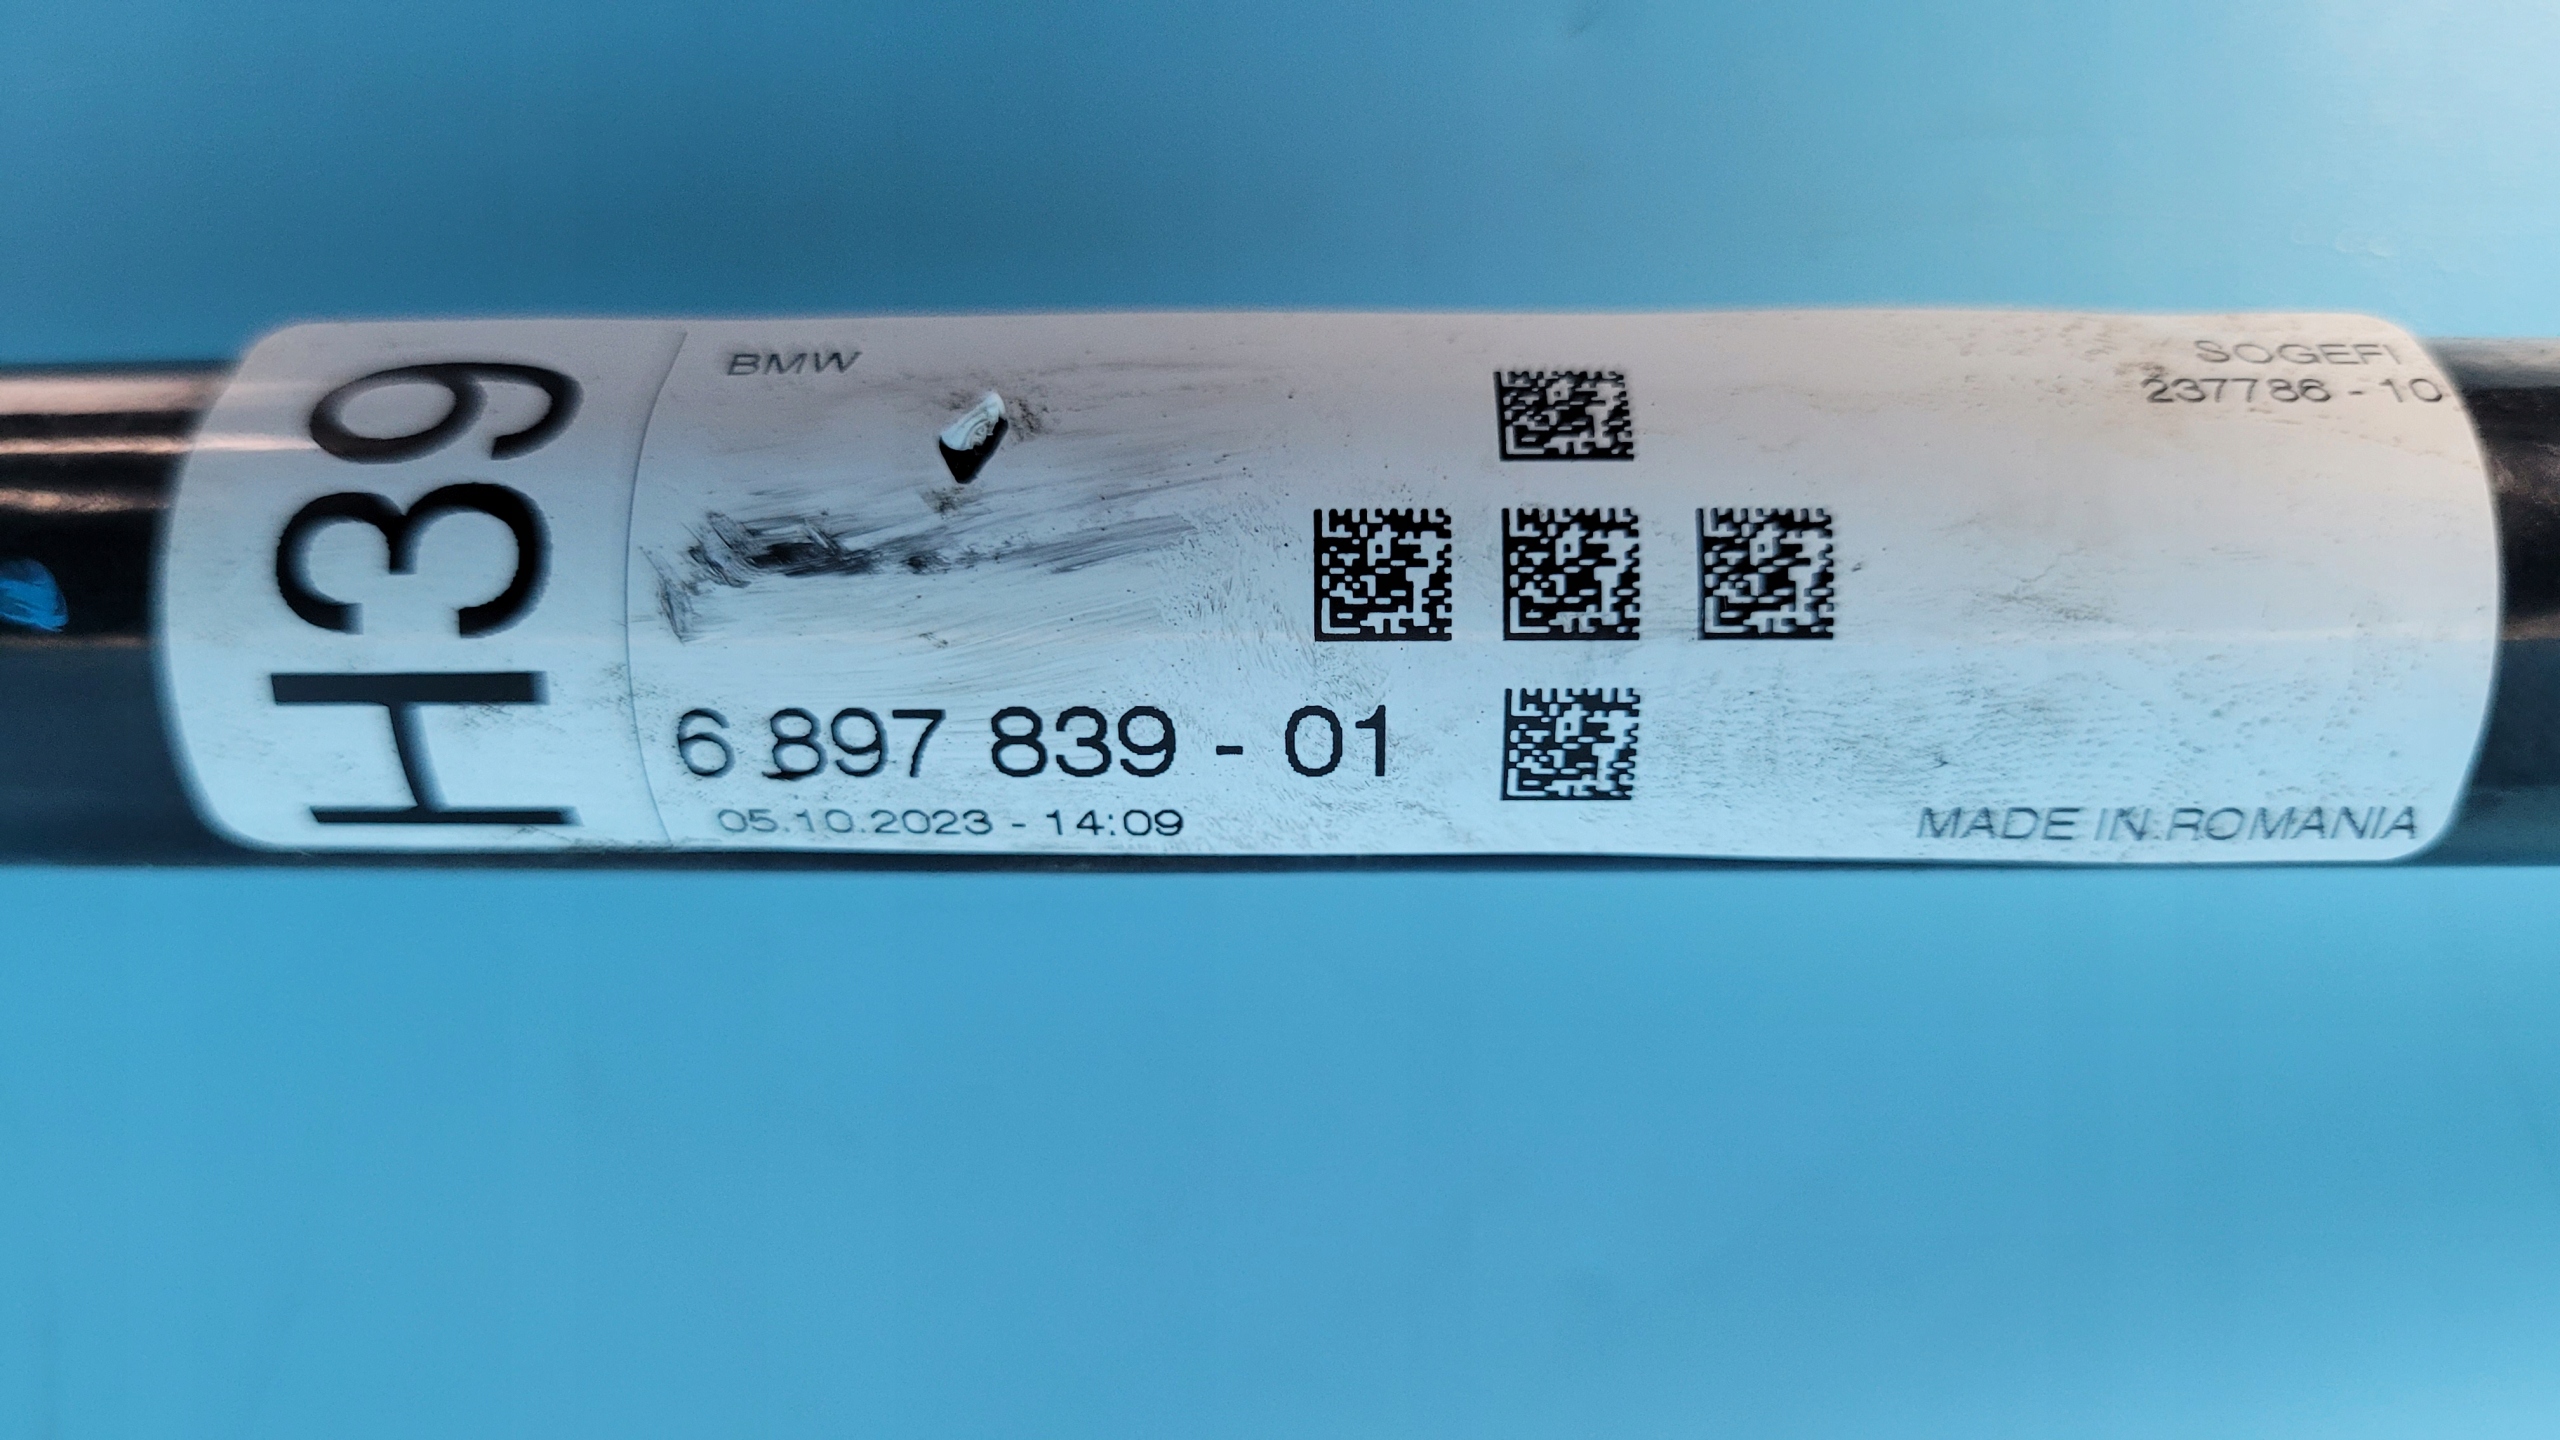 H39
BMW
SOGEFI
237786 - 10
6 897 839 - 01
05.10.2023 - 14:09
MADE IN ROMANIA